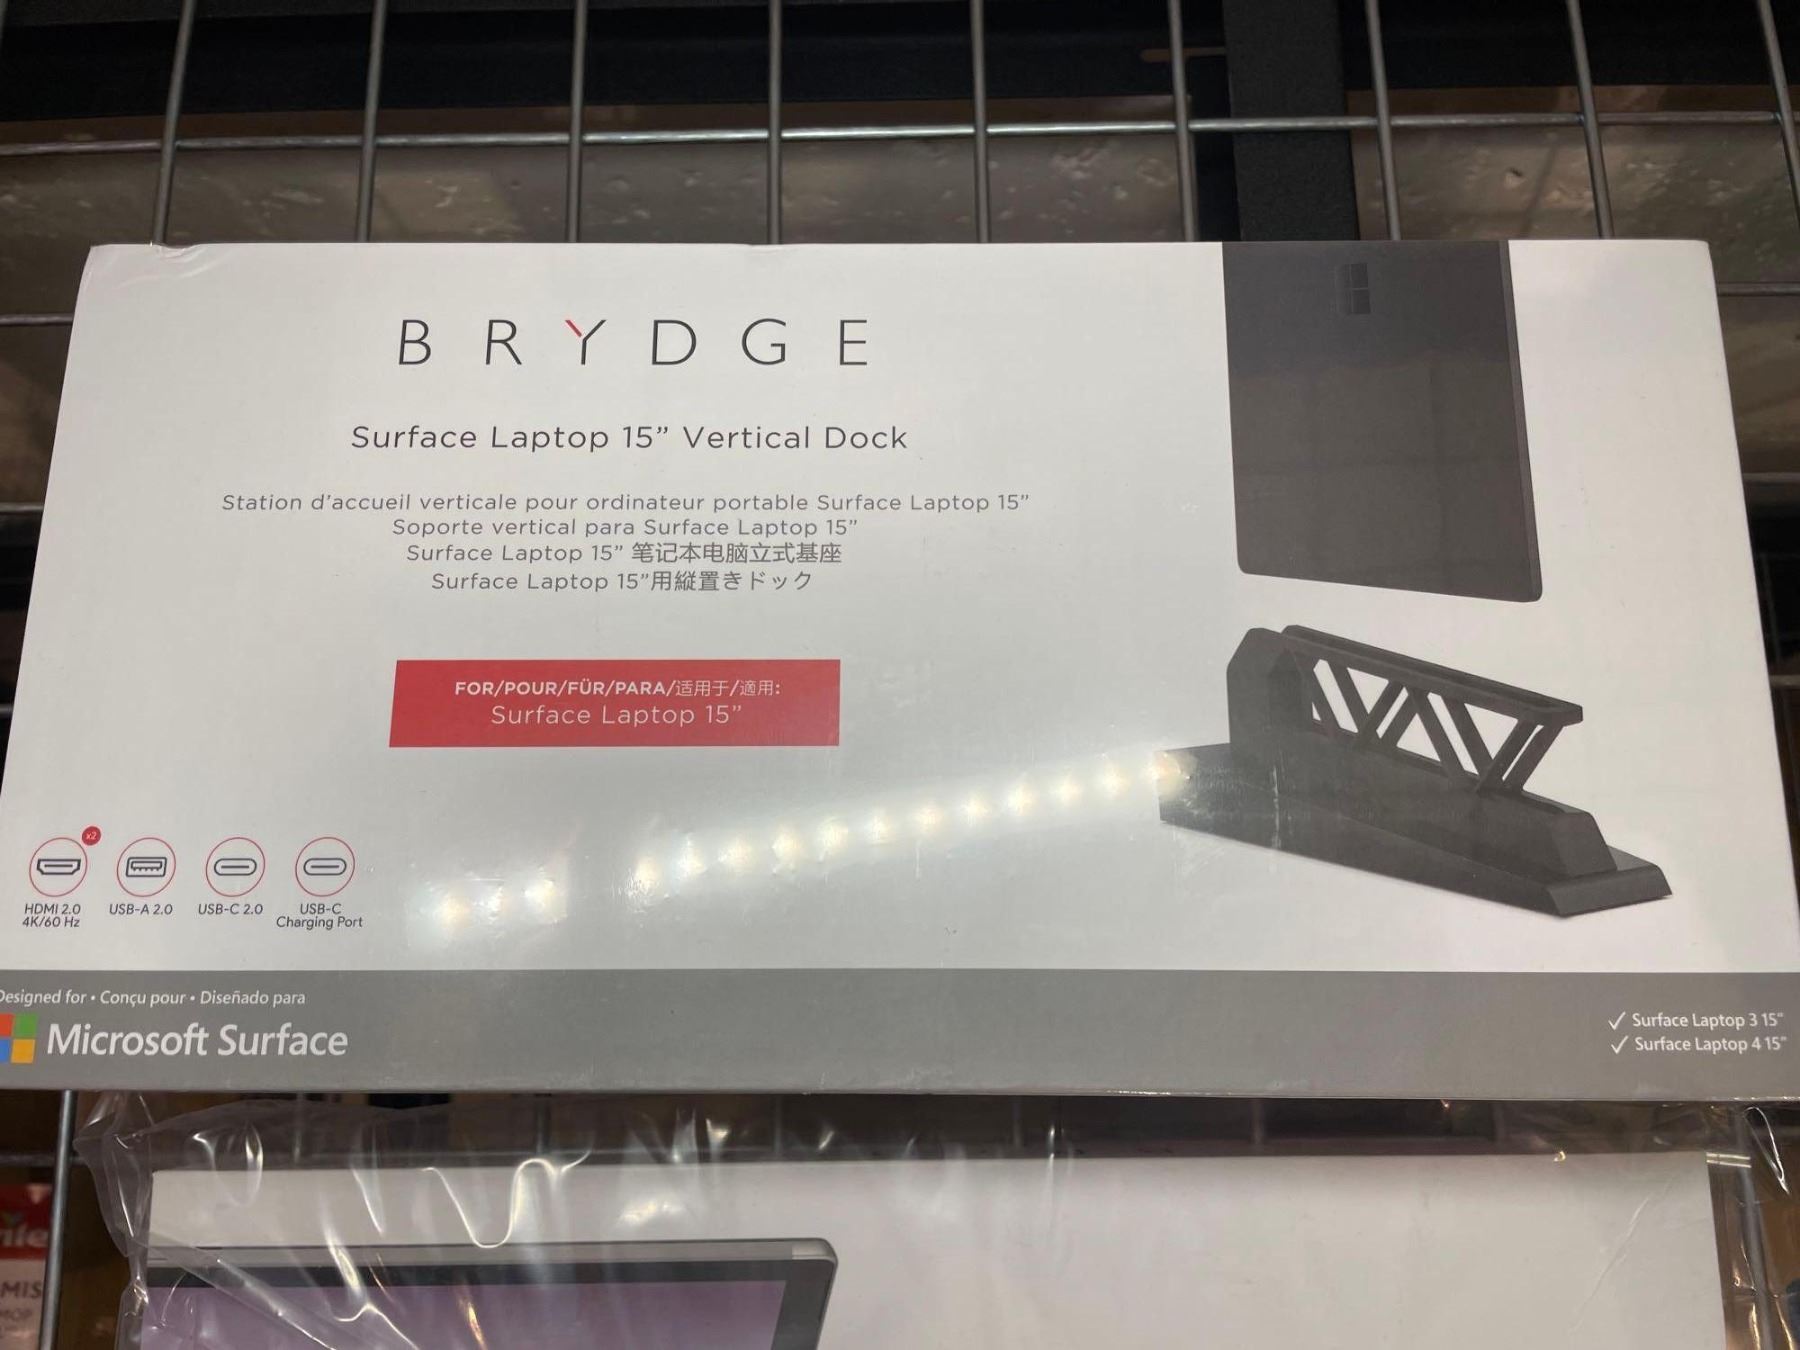 BRYDGE
Surface Laptop 15” Vertical Dock
Station d’accueil verticale pour ordinateur portable Surface Laptop 15”
Soporte vertical para Surface Laptop 15”
Surface Laptop 15” 笔记本电脑立式基座
Surface Laptop 15”用縦置きドック
FOR/POUR/FÜR/PARA/适用于/適用:
Surface Laptop 15”
x2
HDMI 2.0
4K/60 Hz
USB-A 2.0
USB-C 2.0
USB-C
Charging Port
Designed for • Conçu pour • Diseñado para
Microsoft Surface
✓ Surface Laptop 3 15"
✓ Surface Laptop 4 15"